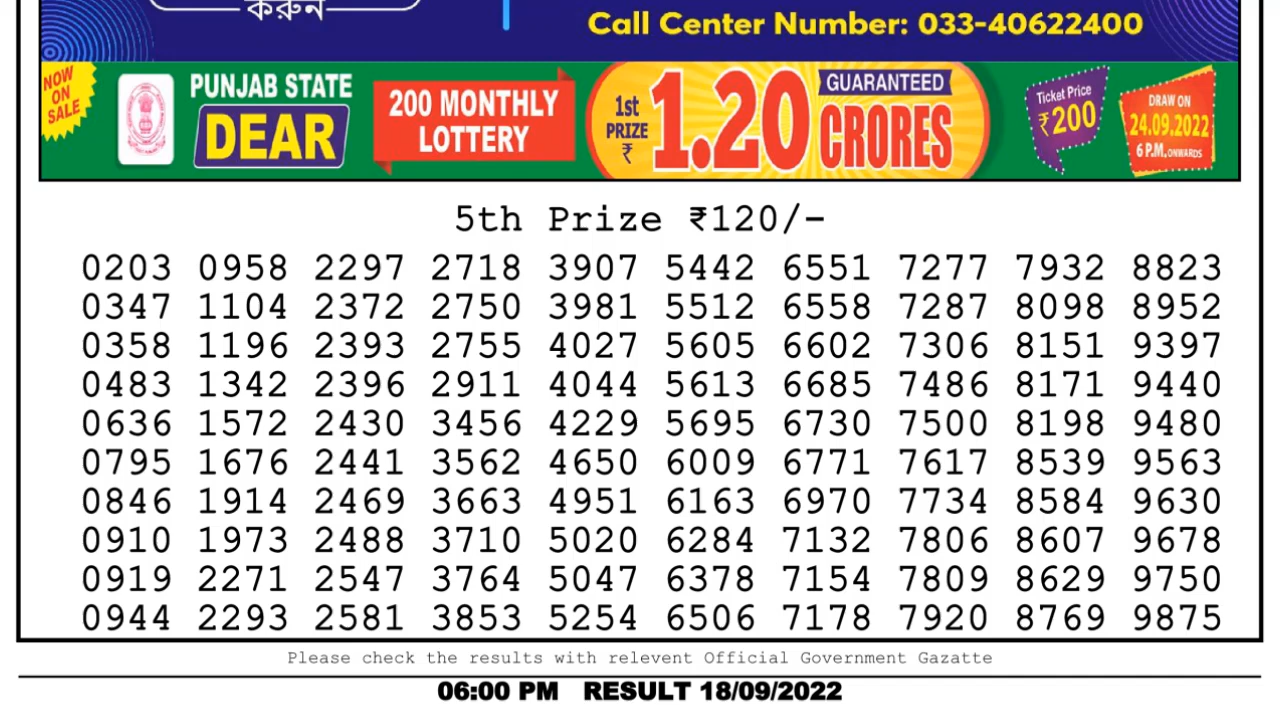 করুন
Call Center Number: 033-40622400
NOW
ON
SALE
PUNJAB STATE
DEAR
200 MONTHLY
LOTTERY
1st
PRIZE
₹
1.20
GUARANTEED
CRORES
Ticket Price
₹200
DRAW ON
24.09.2022
6 P.M. ONWARDS
5th Prize ₹120/-
0203 0958 2297 2718 3907 5442 6551 7277 7932 8823
0347 1104 2372 2750 3981 5512 6558 7287 8098 8952
0358 1196 2393 2755 4027 5605 6602 7306 8151 9397
0483 1342 2396 2911 4044 5613 6685 7486 8171 9440
0636 1572 2430 3456 4229 5695 6730 7500 8198 9480
0795 1676 2441 3562 4650 6009 6771 7617 8539 9563
0846 1914 2469 3663 4951 6163 6970 7734 8584 9630
0910 1973 2488 3710 5020 6284 7132 7806 8607 9678
0919 2271 2547 3764 5047 6378 7154 7809 8629 9750
0944 2293 2581 3853 5254 6506 7178 7920 8769 9875
Please check the results with relevent Official Government Gazatte
06:00 PM RESULT 18/09/2022